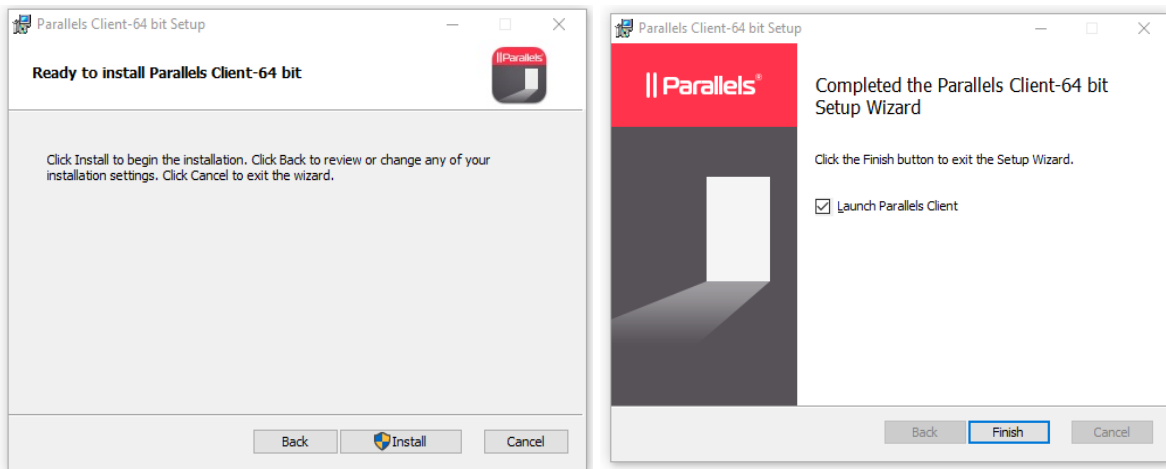 Parallels Client-64 bit Setup
Ready to install Parallels Client-64 bit
||Parallels
Click Install to begin the installation. Click Back to review or change any of your
installation settings. Click Cancel to exit the wizard.
Back
Install
Cancel
Parallels Client-64 bit Setup
|| Parallels®
Completed the Parallels Client-64 bit
Setup Wizard
Click the Finish button to exit the Setup Wizard.
Launch Parallels Client
Back
Finish
Cancel